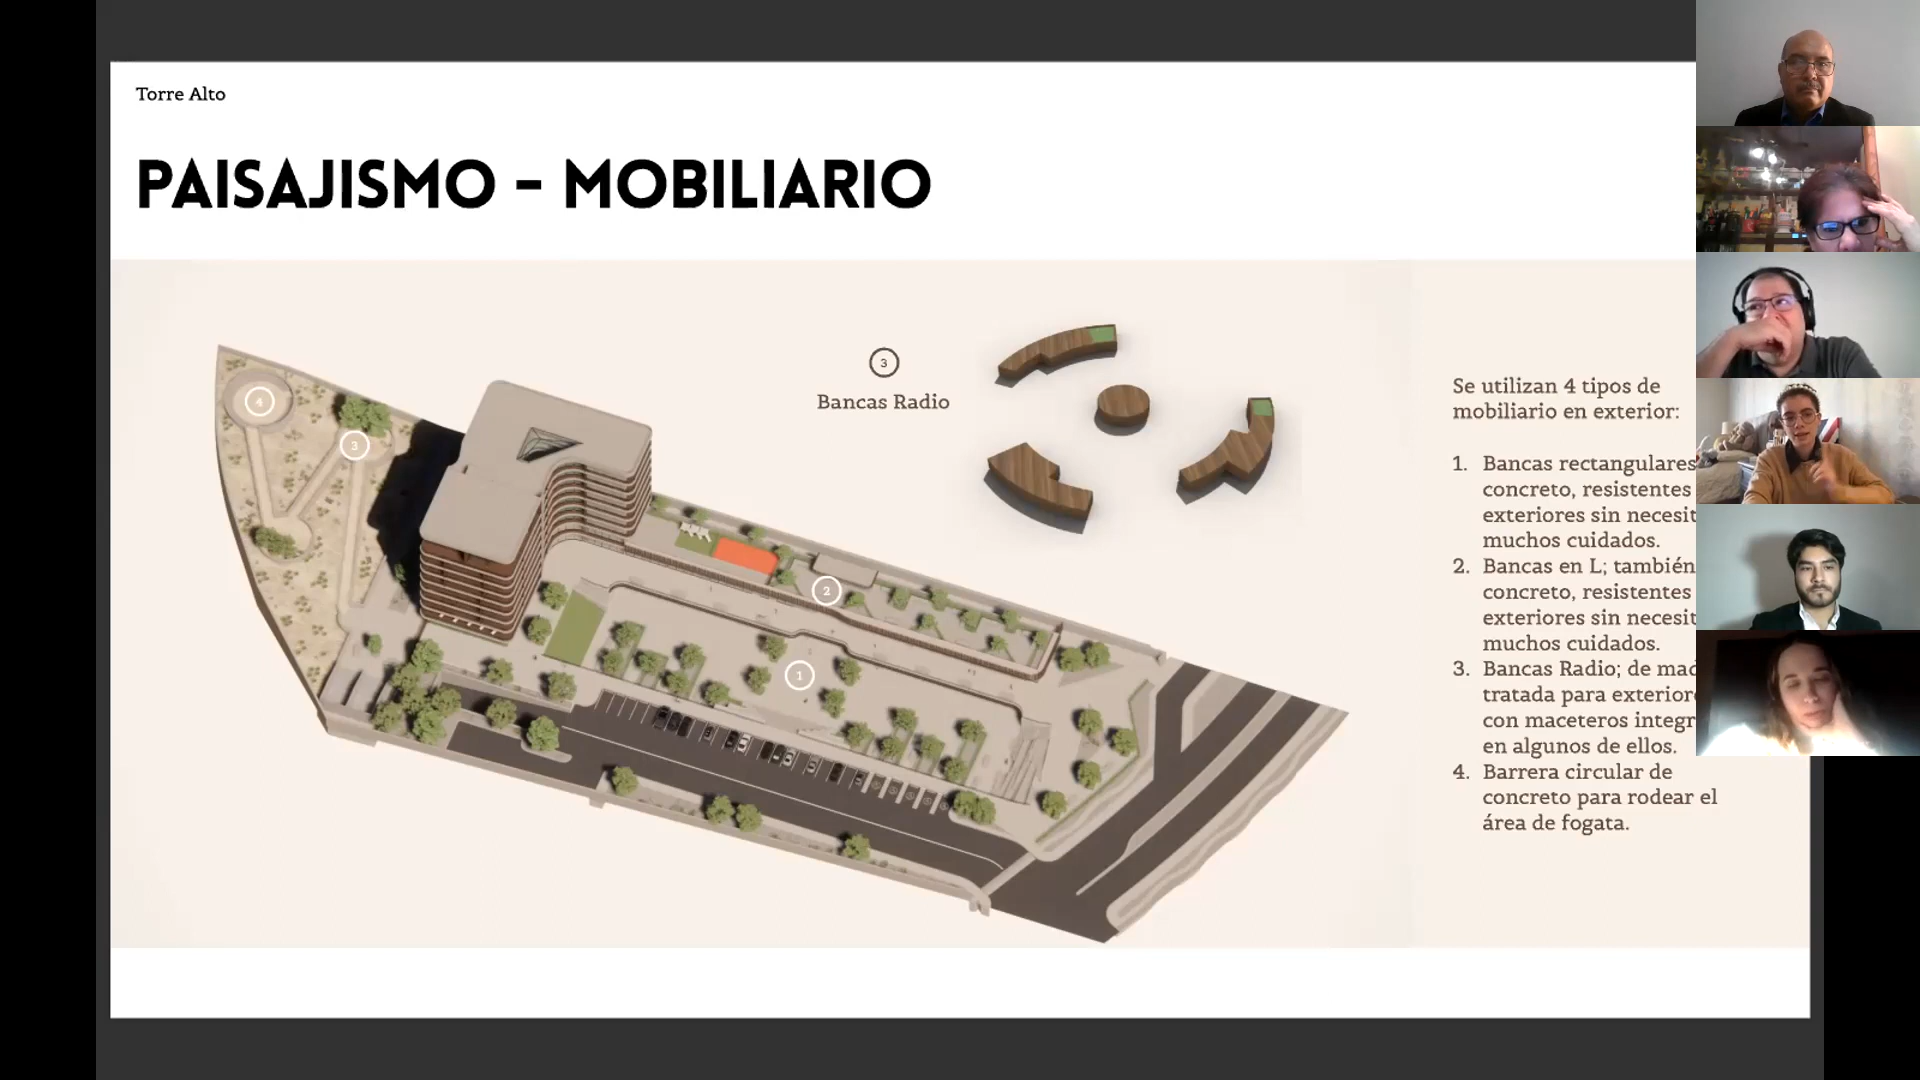 Torre Alto
PAISAJISMO - MOBILIARIO
3
Bancas Radio
4
3
2
1
Se utilizan 4 tipos de
mobiliario en exterior:
1. Bancas rectangulares
concreto, resistentes
exteriores sin
muchos cuidados.
2. Bancas en L; también
concreto, resistentes
exteriores sin
muchos cuidados.
3. Bancas Radio; de
tratada para
con maceteros
en algunos de ellos.
4. Barrera circular de
concreto para rodear el
área de fogata.